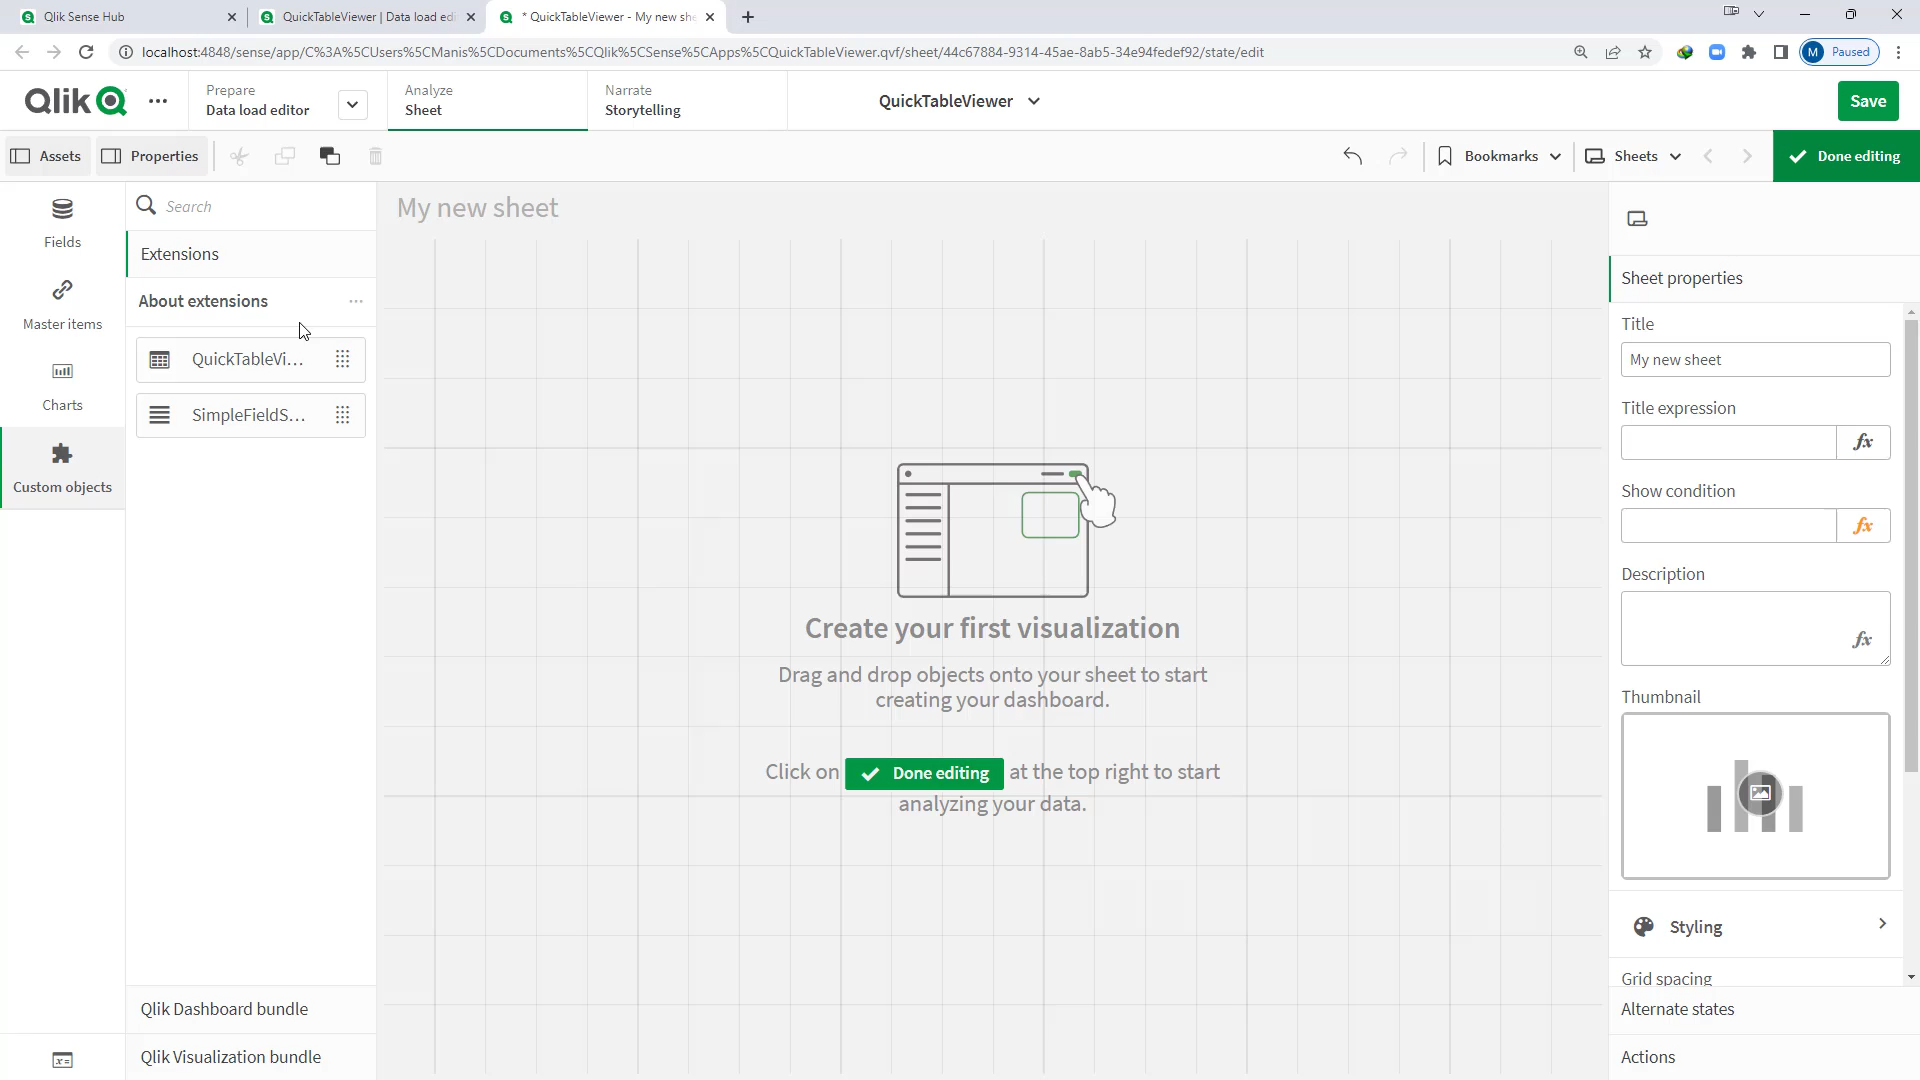 Qlik Sense Hub
QuickTableViewer | Data load edi
* QuickTableViewer - My new she
localhost:4848/sense/app/C%3A%5CUsers%5CManis%5CDocuments%5CQlik%5CSense%5CApps%5CQuickTableViewer.qvf/sheet/44c67884-9314-45ae-8ab5-34e94fedef92/state/edit
M Paused
Qlik
Prepare
Data load editor
Analyze
Sheet
Narrate
Storytelling
QuickTableViewer
Save
Assets
Properties
Bookmarks
Sheets
Done editing
Fields
Master items
Charts
Custom objects
Search
Extensions
About extensions
QuickTableVi...
SimpleFieldS...
Qlik Dashboard bundle
Qlik Visualization bundle
My new sheet
Create your first visualization
Drag and drop objects onto your sheet to start
creating your dashboard.
Click on Done editing at the top right to start
analyzing your data.
Sheet properties
Title
My new sheet
Title expression
fx
Show condition
fx
Description
fx
Thumbnail
Styling
Grid spacing
Alternate states
Actions